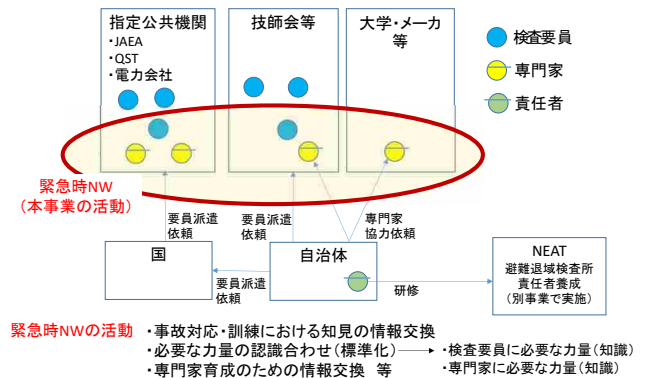 指定公共機関
・JAEA
・QST
・電力会社
技師会等
大学・メーカ
等
検査要員
専門家
責任者
緊急時NW
（本事業の活動）
要員派遣
依頼
要員派遣
依頼
専門家
協力依頼
国
要員派遣
依頼
自治体
研修
NEAT
避難退域検査所
責任者養成
（別事業で実施）
緊急時NWの活動 ・事故対応・訓練における知見の情報交換
・必要な力量の認識合わせ（標準化） ・検査要員に必要な力量（知識）
・専門家育成のための情報交換 等 ・専門家に必要な力量（知識）